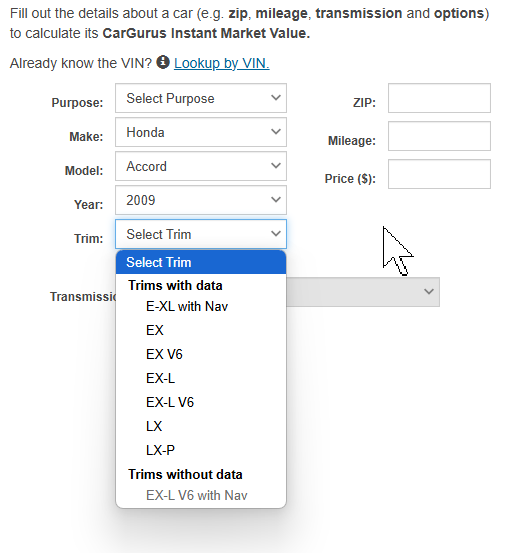 Fill out the details about a car (e.g. zip, mileage, transmission and options)
to calculate its CarGurus Instant Market Value.
Already know the VIN? Lookup by VIN.
Purpose: Select Purpose
ZIP:
Make: Honda
Mileage:
Model: Accord
Price ($):
Year: 2009
Trim: Select Trim
Select Trim
Trims with data
E-XL with Nav
Transmissi
EX
EX V6
EX-L
EX-L V6
LX
LX-P
Trims without data
EX-L V6 with Nav